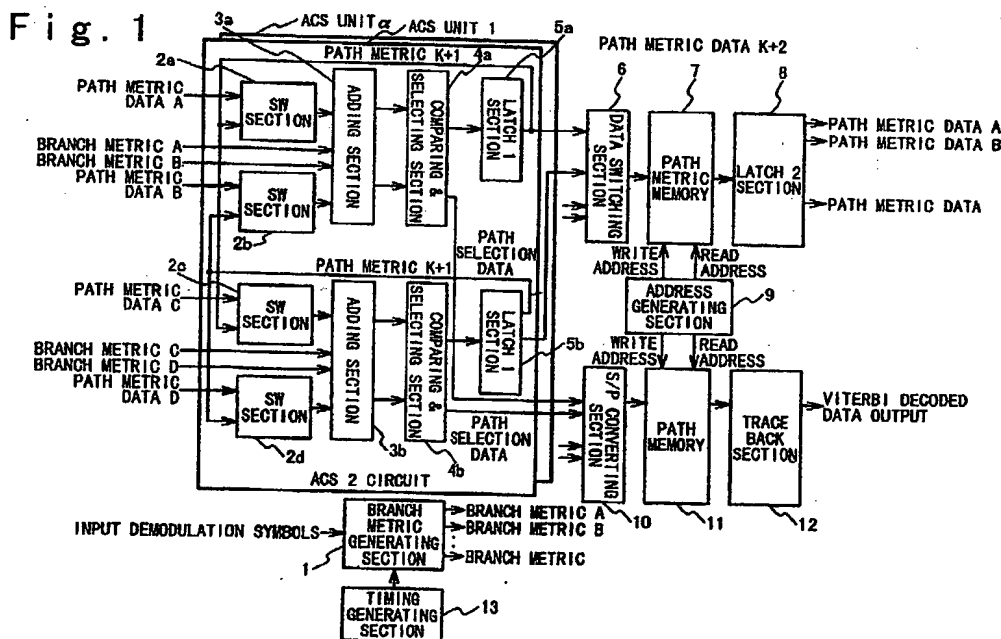 Fig. 1
ACS UNIT α
ACS UNIT 1
3a
PATH METRIC K+1
4a
5a
2a
PATH METRIC
DATA A
SW
SECTION
BRANCH METRIC A
BRANCH METRIC B
PATH METRIC
DATA B
SW
SECTION
2b
ADDING SECTION
COMPARING &
SELECTING SECTION
LATCH 1
SECTION
PATH
SELECTION
DATA
PATH METRIC K+1
2c
PATH METRIC
DATA C
SW
SECTION
BRANCH METRIC C
BRANCH METRIC D
PATH METRIC
DATA D
SW
SECTION
2d
ADDING SECTION
3b
COMPARING &
SELECTING SECTION
4b
LATCH 1
SECTION
5b
PATH
SELECTION
DATA
ACS 2 CIRCUIT
PATH METRIC DATA K+2
6
7
8
DATA SWITCHING
SECTION
PATH
METRIC
MEMORY
LATCH 2
SECTION
PATH METRIC DATA A
PATH METRIC DATA B
PATH METRIC DATA
WRITE
ADDRESS
READ
ADDRESS
ADDRESS
GENERATING
SECTION
9
WRITE
ADDRESS
READ
ADDRESS
S/P CONVERTING
SECTION
10
PATH
MEMORY
11
TRACE
BACK
SECTION
12
VITERBI DECODED
DATA OUTPUT
INPUT DEMODULATION SYMBOLS
1
BRANCH
METRIC
GENERATING
SECTION
BRANCH METRIC A
BRANCH METRIC B
BRANCH METRIC
TIMING
GENERATING
SECTION
13